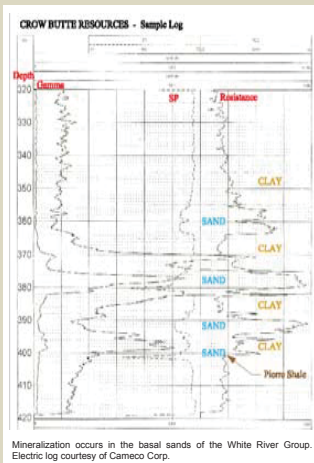 CROW BUTTE RESOURCES - Sample Log
Depth
Gamma
SP
Resistance
320
330
340
350
360
370
380
390
400
410
CLAY
SAND
CLAY
SAND
CLAY
SAND
CLAY
SAND
Pierre Shale
Mineralization occurs in the basal sands of the White River Group.
Electric log courtesy of Cameco Corp.